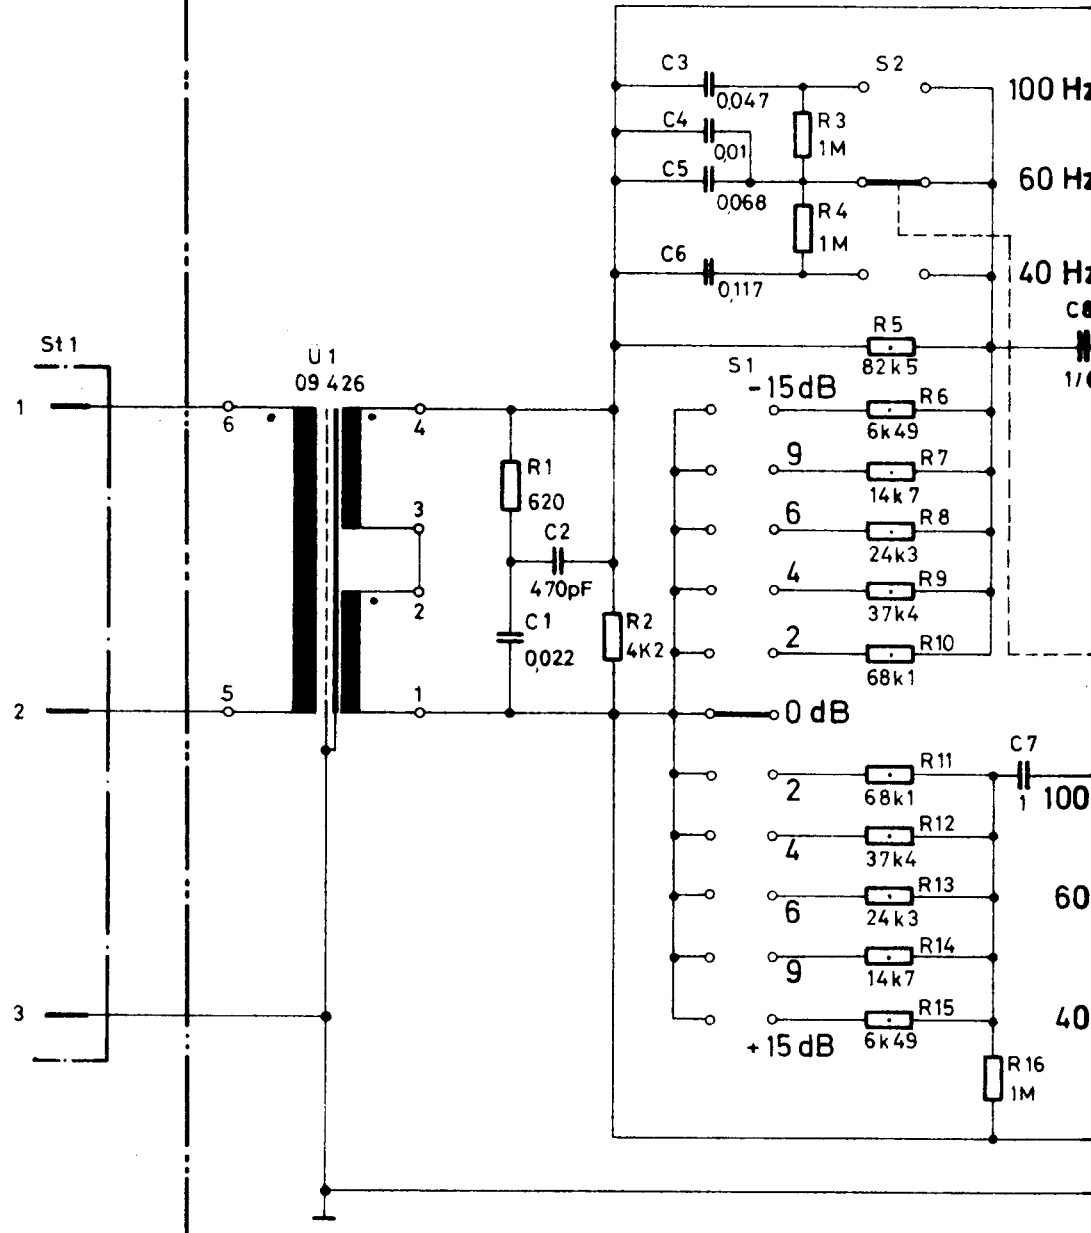 C3
S2
100 Hz
0,047
C4
R3
0,01
1M
C5
60 Hz
0,068
R4
1M
C6
40 Hz
0,117
C8
St1
R5
Ü1
S1
82k5
1/6
09 426
-15dB
R6
1
6
4
6k49
9
R7
R1
14k7
620
3
6
R8
C2
24k3
470pF
4
R9
2
37k4
C1
R2
2
R10
0,022
4K2
68k1
5
1
2
0 dB
C7
R11
2
68k1
1
100
R12
4
37k4
R13
60
6
24k3
R14
9
14k7
3
R15
40
+15dB
6k49
R16
1M